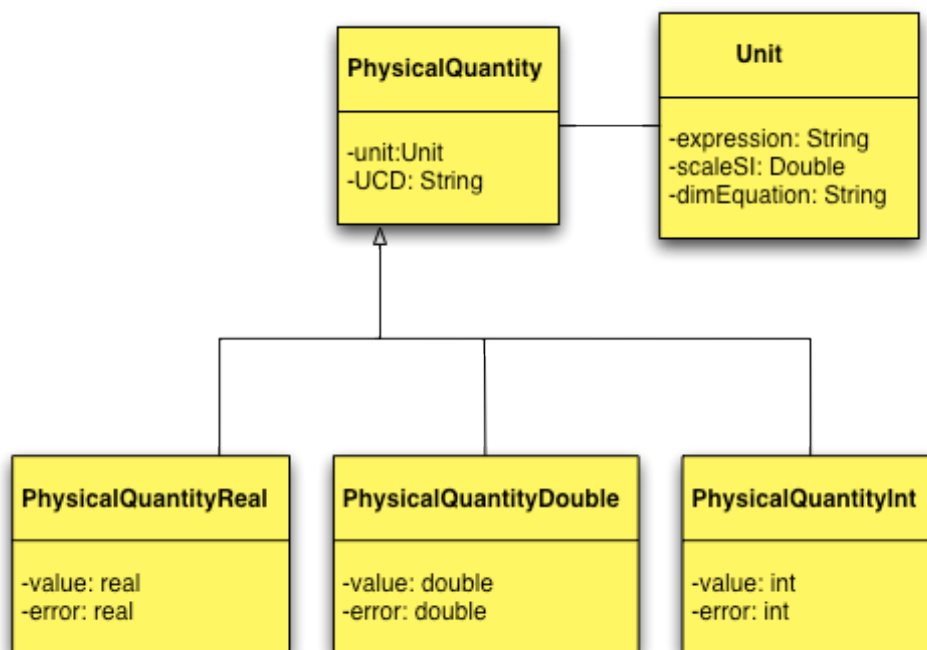 PhysicalQuantity
-unit:Unit
-UCD: String
Unit
-expression: String
-scaleSI: Double
-dimEquation: String
PhysicalQuantityReal
-value: real
-error: real
PhysicalQuantityDouble
-value: double
-error: double
PhysicalQuantityInt
-value: int
-error: int